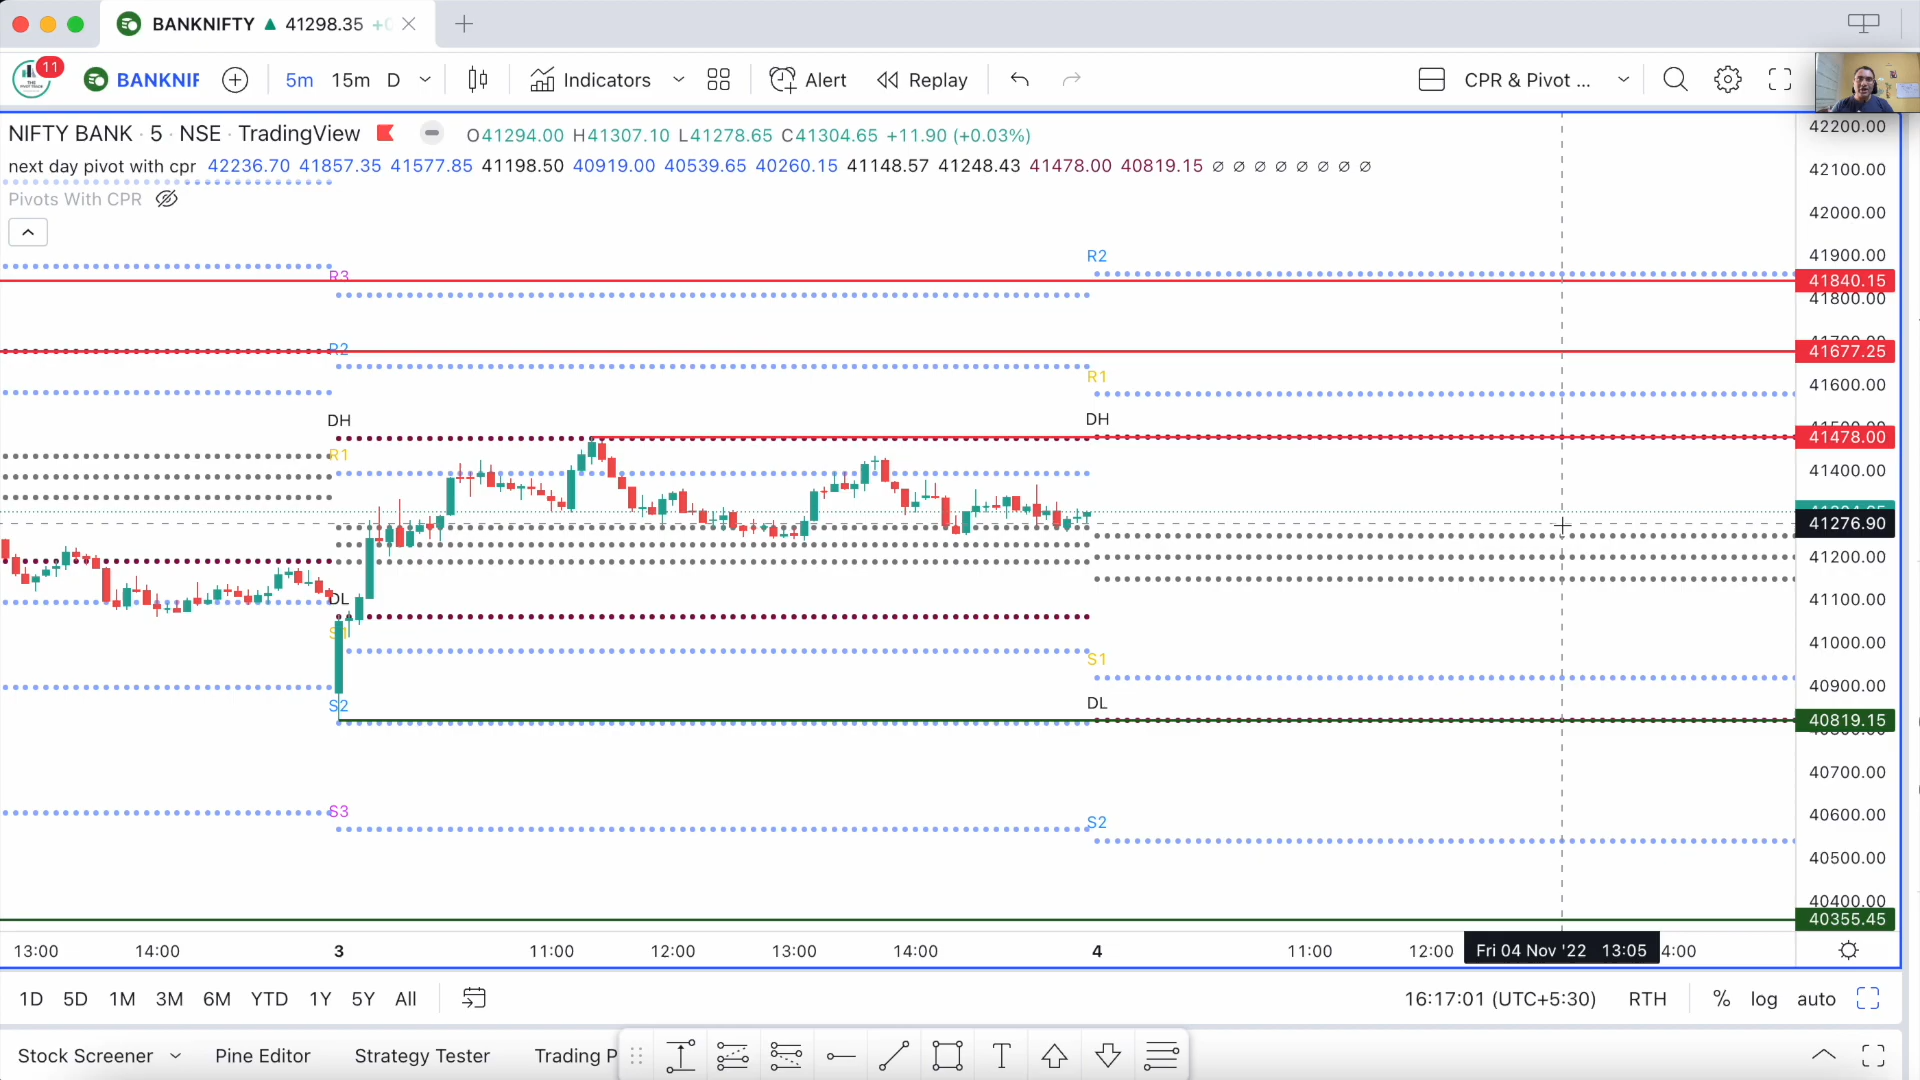 BANKNIFTY ▲ 41298.35
11 BANKNIF 5m 15m D Indicators Alert Replay CPR & Pivot ...
NIFTY BANK · 5 · NSE · TradingView O41294.00 H41307.10 L41278.65 C41304.65 +11.90 (+0.03%)
next day pivot with cpr 42236.70 41857.35 41577.85 41198.50 40919.00 40539.65 40260.15 41148.57 41248.43 41478.00 40819.15 ∅ ∅ ∅ ∅ ∅ ∅ ∅ ∅
Pivots With CPR
42200.00
42100.00
42000.00
R2
41900.00
R3
41840.15
41800.00
R2
41677.25
R1
41600.00
DH
DH
41478.00
R1
41400.00
41276.90
41200.00
DL
41100.00
S1
41000.00
S1
40900.00
S2
DL
40819.15
40700.00
S3
40600.00
S2
40500.00
40400.00
40355.45
13:00 14:00 3 11:00 12:00 13:00 14:00 4 11:00 12:00 Fri 04 Nov '22 13:05 4:00
1D 5D 1M 3M 6M YTD 1Y 5Y All 16:17:01 (UTC+5:30) RTH % log auto
Stock Screener Pine Editor Strategy Tester Trading P T